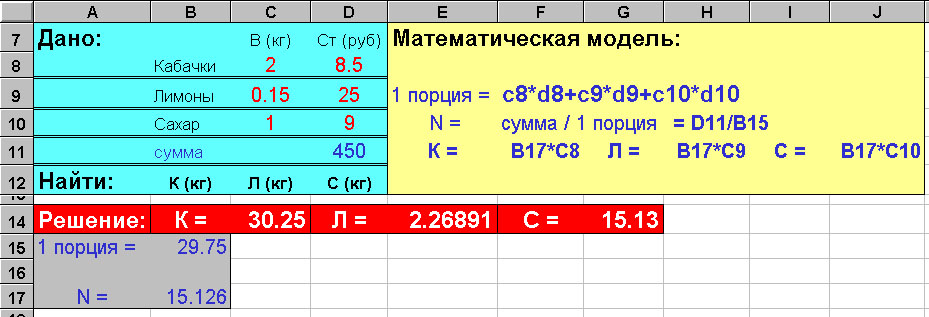 A B C D E F G H I J
7 Дано: В (кг) Ст (руб) Математическая модель:
8 Кабачки 2 8.5
9 Лимоны 0.15 25 1 порция = c8*d8+c9*d9+c10*d10
10 Сахар 1 9 N = сумма / 1 порция = D11/B15
11 сумма 450 К = B17*C8 Л = B17*C9 С = B17*C10
12 Найти: К (кг) Л (кг) С (кг)
14 Решение: К = 30.25 Л = 2.26891 С = 15.13
15 1 порция = 29.75
16
17 N = 15.126